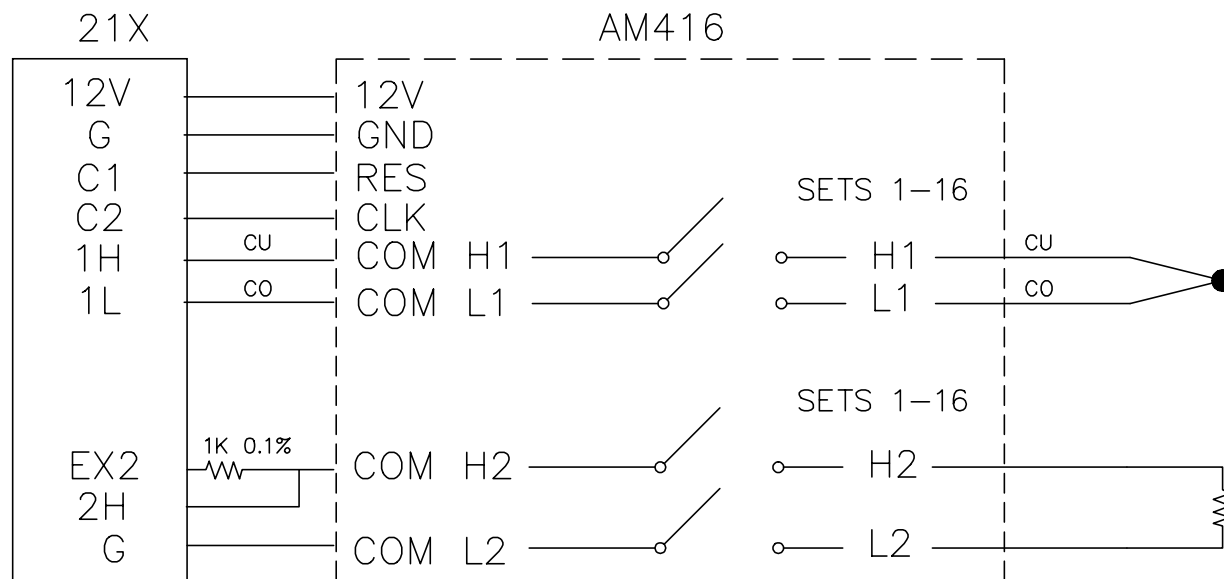 21X AM416
12V 12V
G GND
C1 RES
C2 CLK
SETS 1-16
1H CU COM H1 H1 CU
1L CO COM L1 L1 CO
SETS 1-16
1K 0.1%
EX2 COM H2 H2
2H
G COM L2 L2